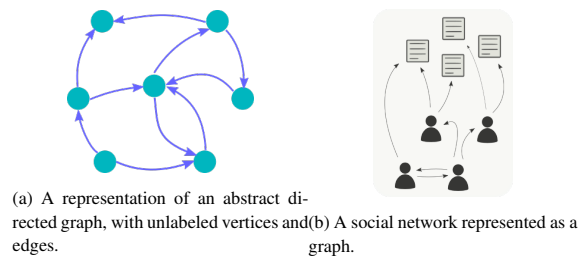 (a) A representation of an abstract di-
rected graph, with unlabeled vertices and
edges.
(b) A social network represented as a
graph.